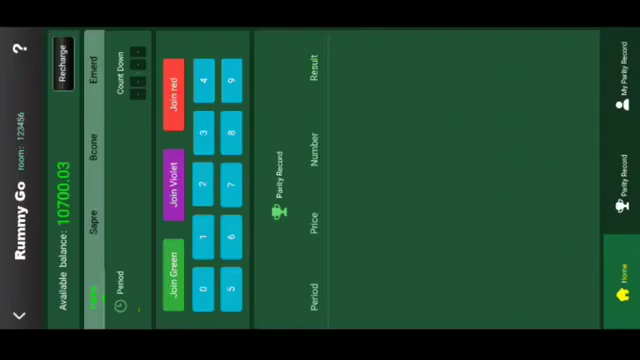 Rummy Go room: 123456 ?
Available balance: 10700.03 Recharge
Sapre Bcone Emerd
Period Count Down
Join Green Join Violet Join red
0 1 2 3 4
5 6 7 8 9
Parity Record
Period Price Number Result
Home Parity Record My Parity Record